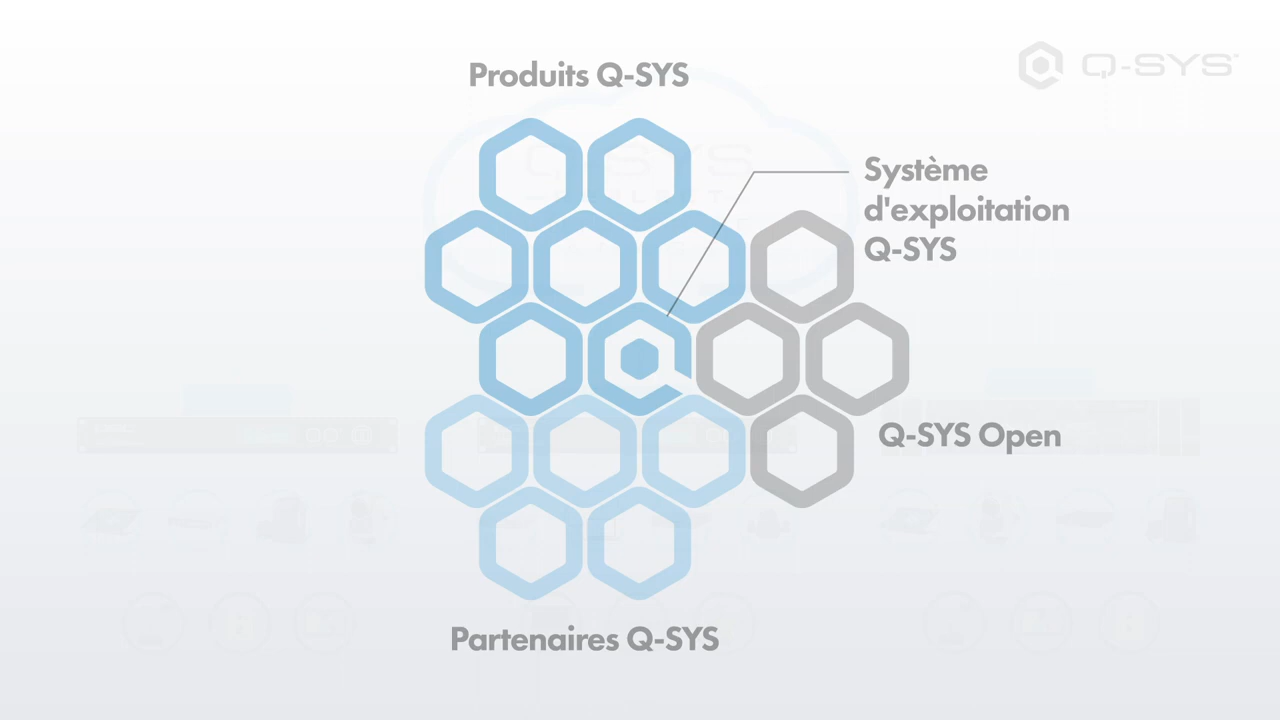 Produits Q-SYS
Q-SYS
Système
d'exploitation
Q-SYS
Q-SYS Open
Partenaires Q-SYS